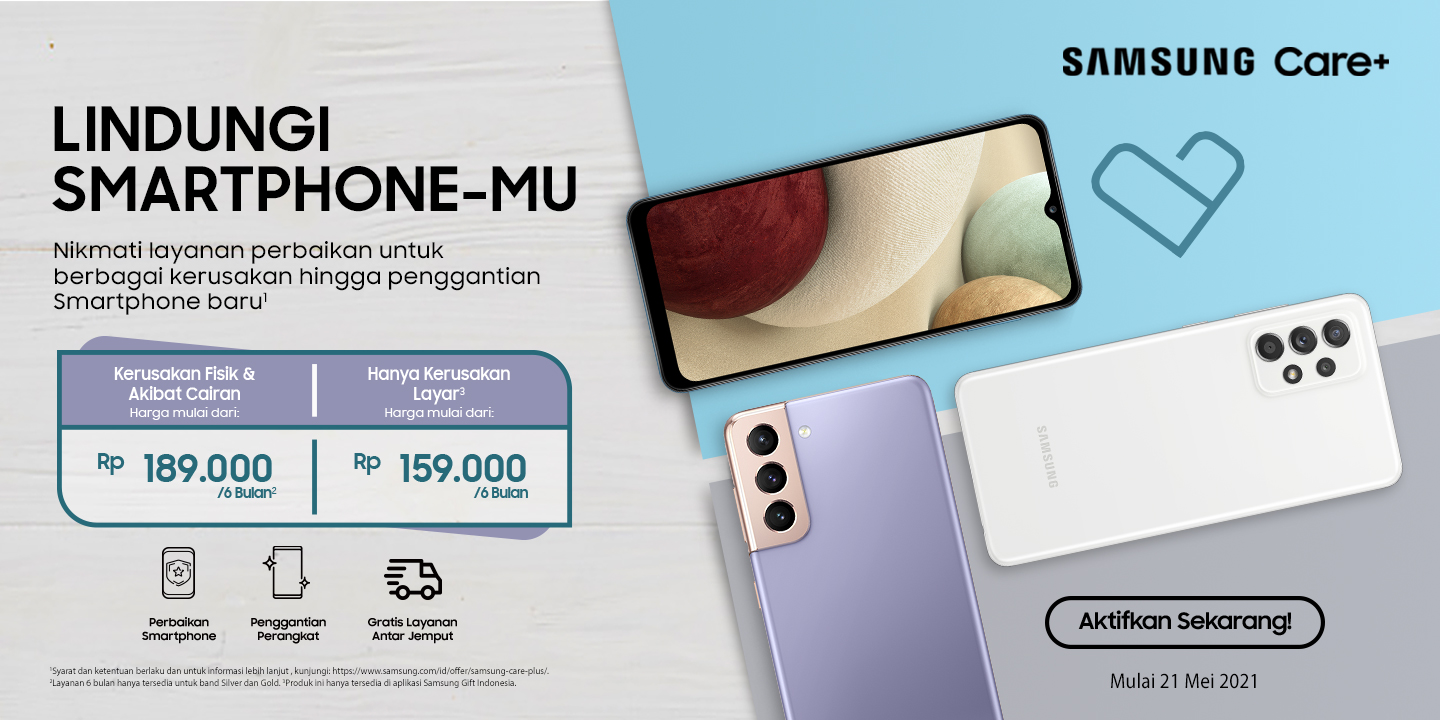 SAMSUNG Care+
LINDUNGI
SMARTPHONE-MU
Nikmati layanan perbaikan untuk
berbagai kerusakan hingga penggantian
Smartphone baru¹
Kerusakan Fisik &
Akibat Cairan
Harga mulai dari:
Rp 189.000
/6 Bulan²
Hanya Kerusakan
Layar³
Harga mulai dari:
Rp 159.000
/6 Bulan
Perbaikan
Smartphone
Penggantian
Perangkat
Gratis Layanan
Antar Jemput
¹Syarat dan ketentuan berlaku dan untuk informasi lebih lanjut , kunjungi: https://www.samsung.com/id/offer/samsung-care-plus/.
²Layanan 6 bulan hanya tersedia untuk band Silver dan Gold. ³Produk ini hanya tersedia di aplikasi Samsung Gift Indonesia.
SAMSUNG
Aktifkan Sekarang!
Mulai 21 Mei 2021